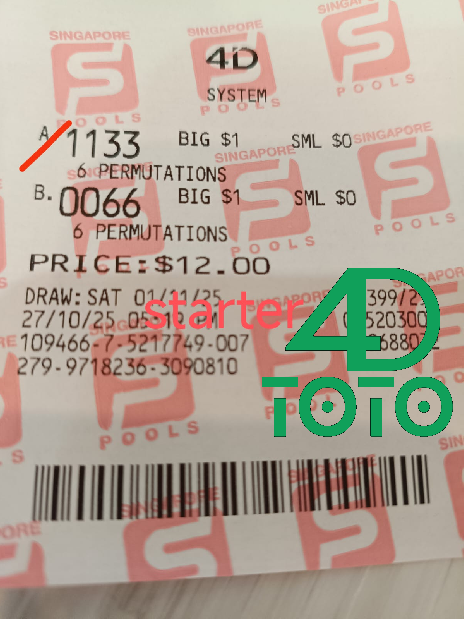 SINGAPORE
POOLS
4D
SYSTEM
A. 1133 BIG $1 SML $0
6 PERMUTATIONS
B. 0066 BIG $1 SML $0
6 PERMUTATIONS
PRICE:$12.00
DRAW:SAT 01/11/25
starter
27/10/25
109466-7-5217749-007
279-9718236-3090810
4D
TOTO
SINGAPORE
POOLS